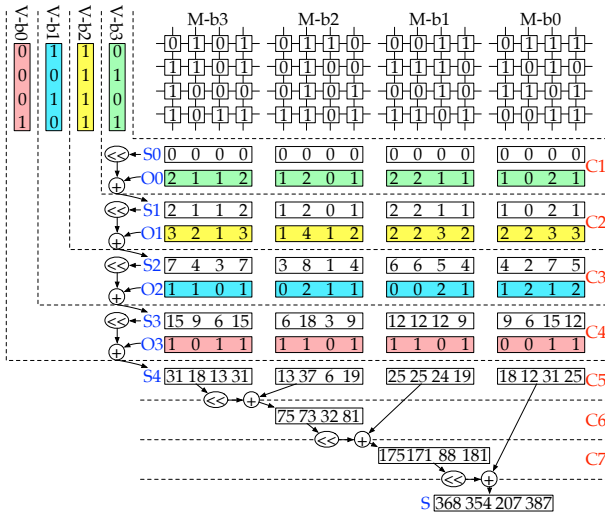 V-b0 V-b1 V-b2 V-b3 M-b3 M-b2 M-b1 M-b0
0 1 1 0 0 1 0 1 0 1 1 0 0 0 1 1 0 1 1 1
0 0 1 1 1 1 0 1 0 1 0 0 1 1 1 0 1 0 1 0
0 1 1 0 1 0 0 0 0 1 0 1 0 0 1 0 1 1 0 1
1 0 1 1 1 0 1 1 1 1 0 1 1 1 0 1 0 0 1 1
<< S0 0 0 0 0 0 0 0 0 0 0 0 0 0 0 0 0
C1
+ O0 2 1 1 2 1 2 0 1 2 2 1 1 1 0 2 1
<< S1 2 1 1 2 1 2 0 1 2 2 1 1 1 0 2 1
C2
+ O1 3 2 1 3 1 4 1 2 2 2 3 2 2 2 3 3
<< S2 7 4 3 7 3 8 1 4 6 6 5 4 4 2 7 5
C3
+ O2 1 1 0 1 0 2 1 1 0 0 2 1 1 2 1 2
<< S3 15 9 6 15 6 18 3 9 12 12 12 9 9 6 15 12
C4
+ O3 1 0 1 1 1 1 0 1 1 1 0 1 0 0 1 1
S4 31 18 13 31 13 37 6 19 25 25 24 19 18 12 31 25 C5
<< +
75 73 32 81 C6
<< +
175 171 88 181 C7
<< +
S 368 354 207 387